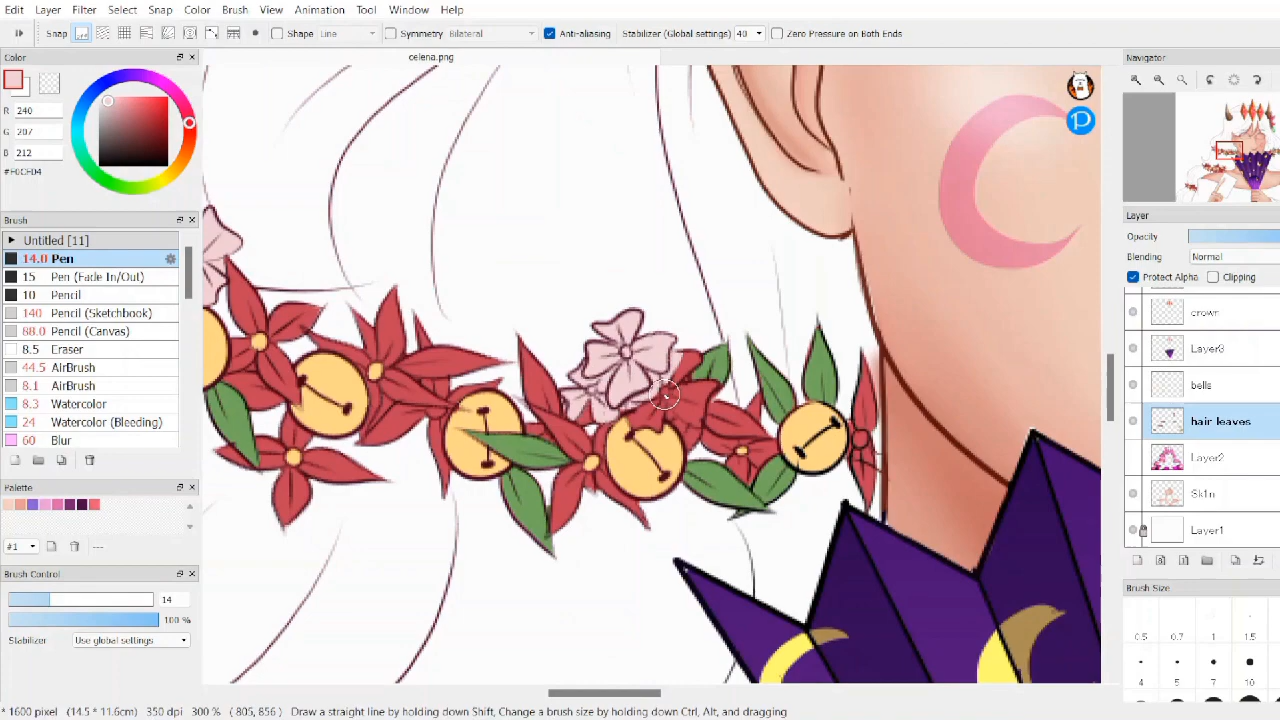 Edit Layer Filter Select Snap Color Brush View Animation Tool Window Help
Snap Shape Line Symmetry Bilateral Anti-aliasing Stabilizer (Global settings) 40 Zero Pressure on Both Ends
Color
celena.png
Navigator
R 240
G 207
B 212
#F0CFD4
P
Brush
Untitled [11]
14.0 Pen
15 Pen (Fade In/Out)
10 Pencil
140 Pencil (Sketchbook)
88.0 Pencil (Canvas)
8.5 Eraser
44.5 AirBrush
8.1 AirBrush
8.3 Watercolor
24 Watercolor (Bleeding)
60 Blur
Palette
#1 ---
Brush Control
14
100 %
Stabilizer Use global settings
Layer
Opacity
Blending Normal
Protect Alpha Clipping
crown
Layer3
bells
hair leaves
Layer2
Sk1n
Layer1
Brush Size
0.5 0.7 1 1.5
4 5 7 10
* 1600 pixel (14.5 * 11.6cm) 350 dpi 300 % ( 805, 856 ) Draw a straight line by holding down Shift, Change a brush size by holding down Ctrl, Alt, and dragging